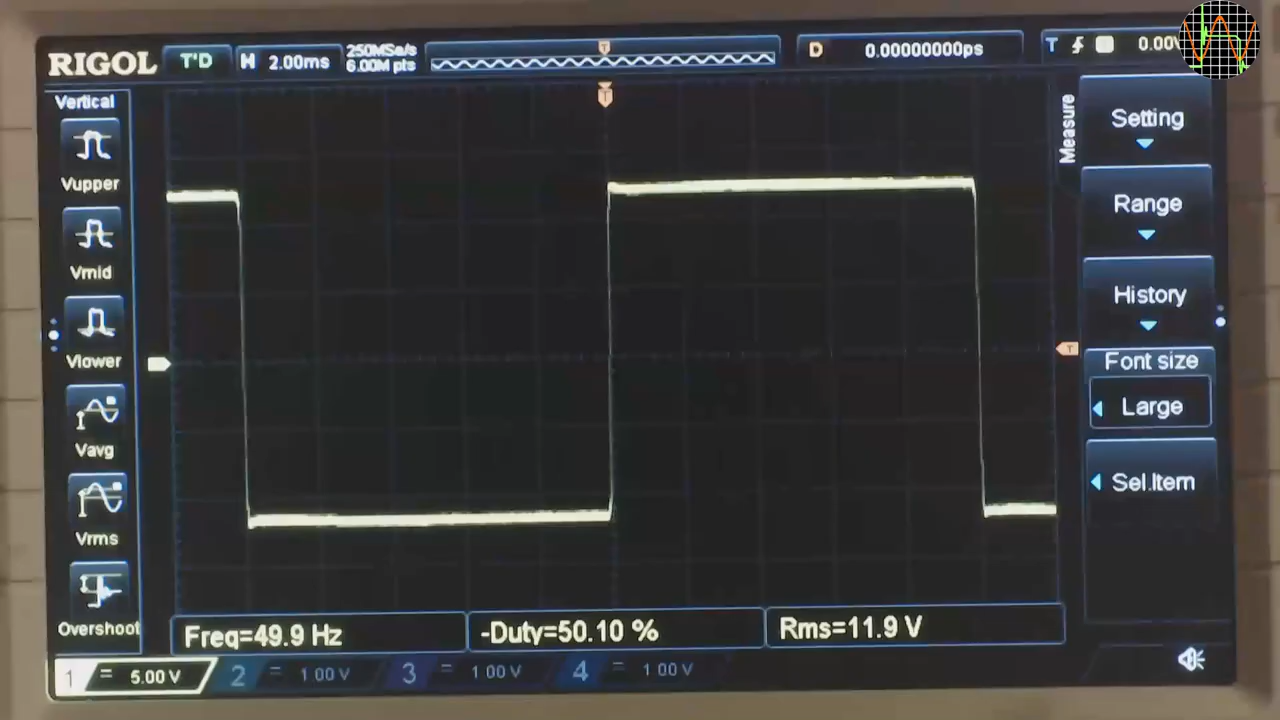 RIGOL T'D H 2.00ms 250MSa/s 6.00M pts D 0.00000000ps T 0.00V
Vertical
Vupper
Vmid
Vlower
Vavg
Vrms
Overshoot
T
T
Measure
Setting
Range
History
Font size
Large
Sel.Item
Freq=49.9 Hz -Duty=50.10 % Rms=11.9 V
1 = 5.00 V 2 = 1.00 V 3 = 1.00 V 4 = 1.00 V